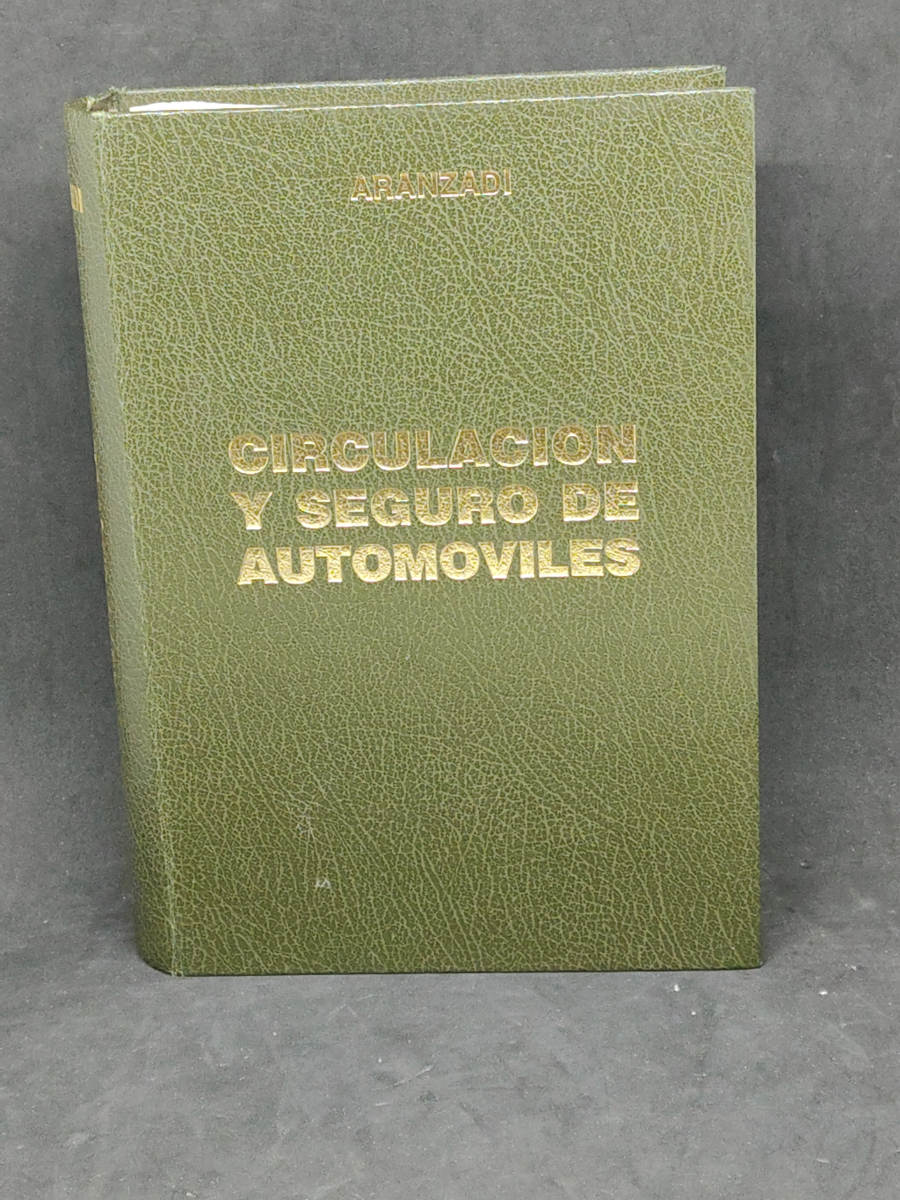 ARANZADI
CIRCULACION
Y SEGURO DE
AUTOMOVILES